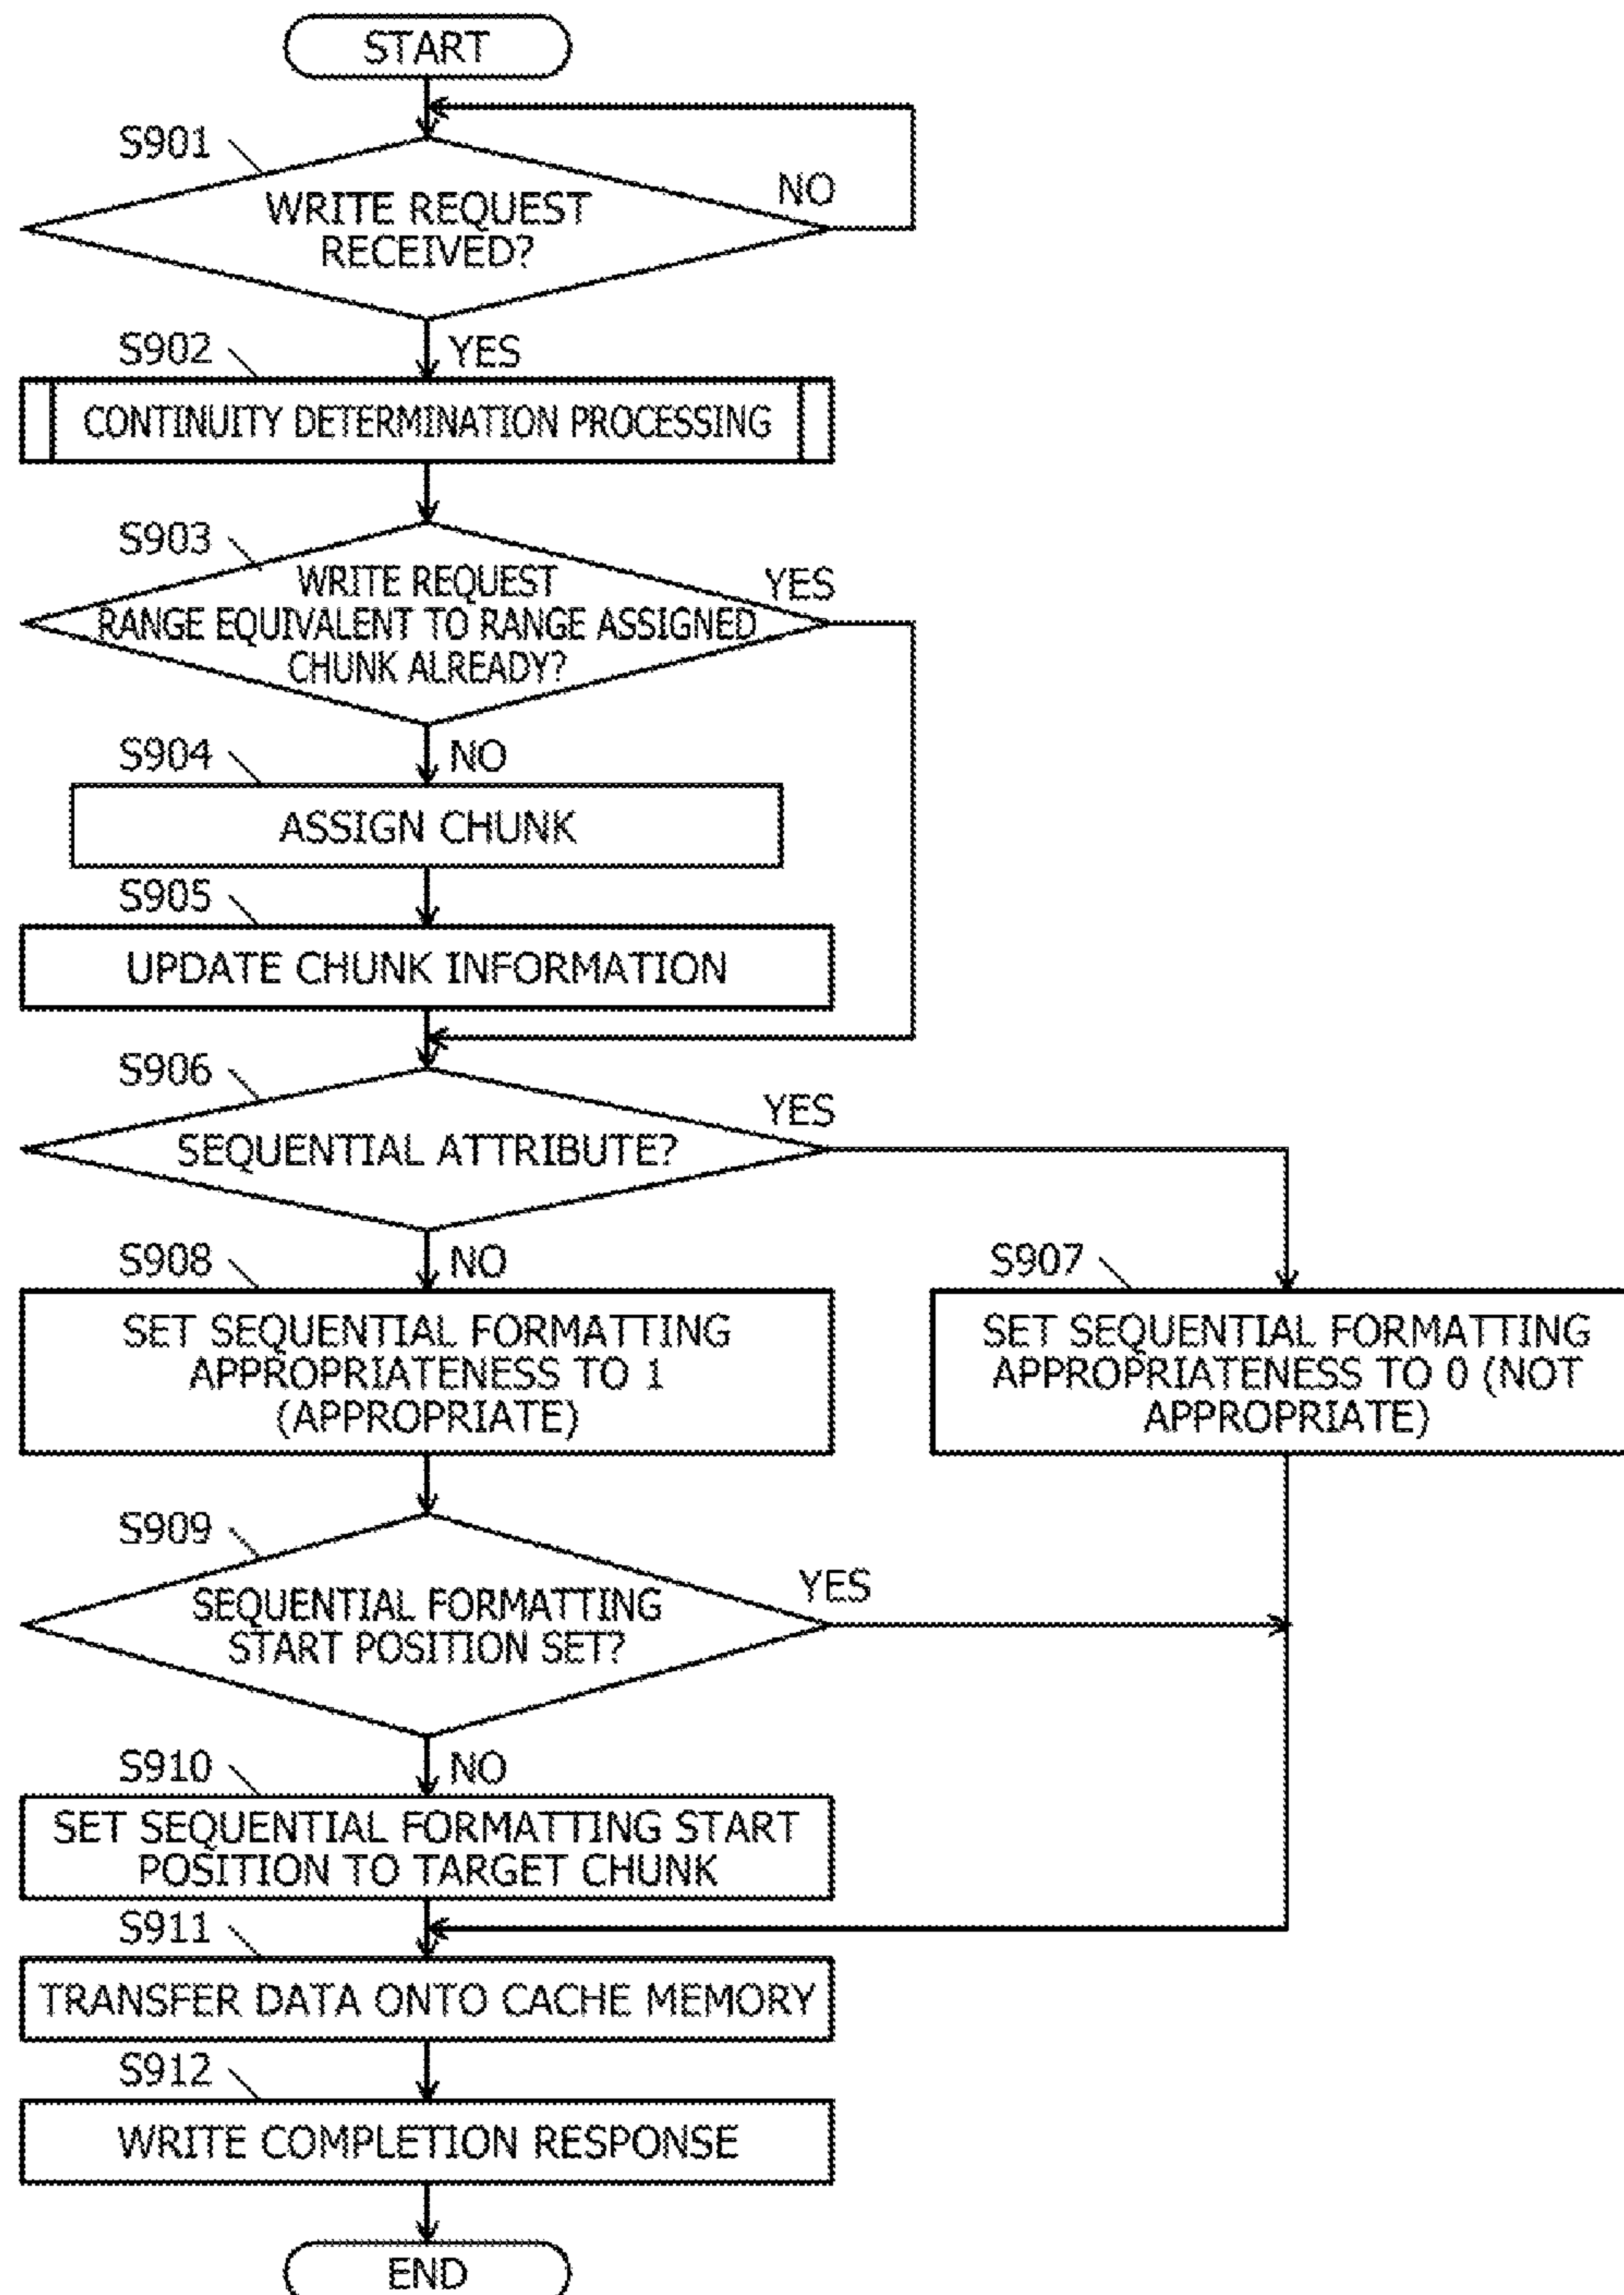 START
S901
NO
WRITE REQUEST
RECEIVED?
S902
YES
CONTINUITY DETERMINATION PROCESSING
S903
YES
WRITE REQUEST
RANGE EQUIVALENT TO RANGE ASSIGNED
CHUNK ALREADY?
S904
NO
ASSIGN CHUNK
S905
UPDATE CHUNK INFORMATION
S906
YES
SEQUENTIAL ATTRIBUTE?
S908
NO
SET SEQUENTIAL FORMATTING
APPROPRIATENESS TO 1
(APPROPRIATE)
S907
SET SEQUENTIAL FORMATTING
APPROPRIATENESS TO 0 (NOT
APPROPRIATE)
S909
YES
SEQUENTIAL FORMATTING
START POSITION SET?
S910
NO
SET SEQUENTIAL FORMATTING START
POSITION TO TARGET CHUNK
S911
TRANSFER DATA ONTO CACHE MEMORY
S912
WRITE COMPLETION RESPONSE
END